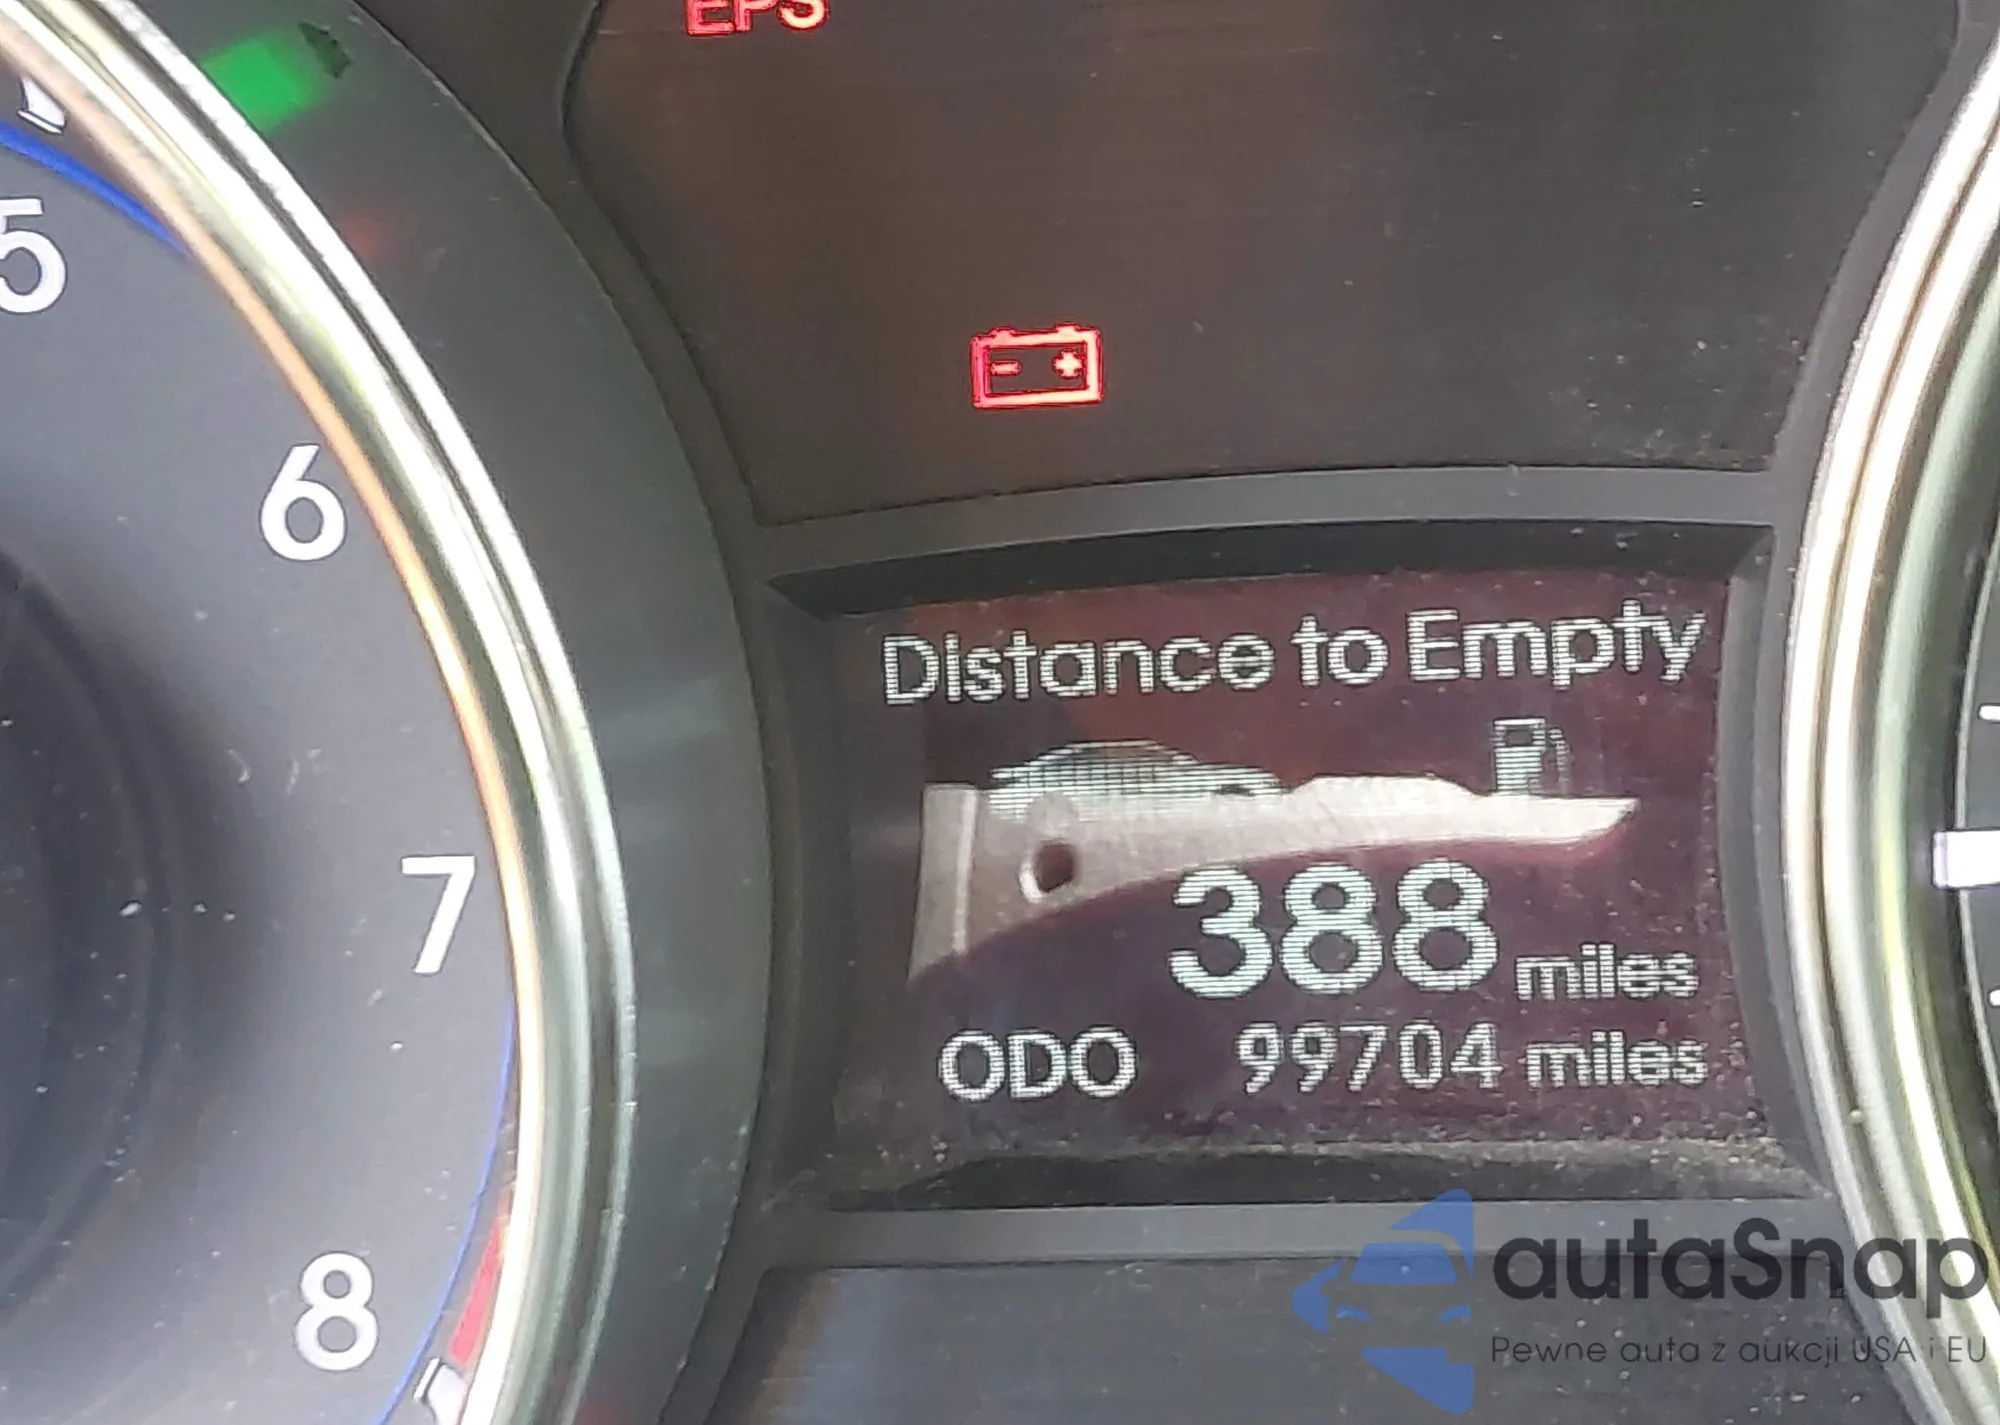 EPS
5
6
7
8
Distance to Empty
388 miles
ODO 99704 miles
autaSnap
Pewne auta z aukcji USA i EU